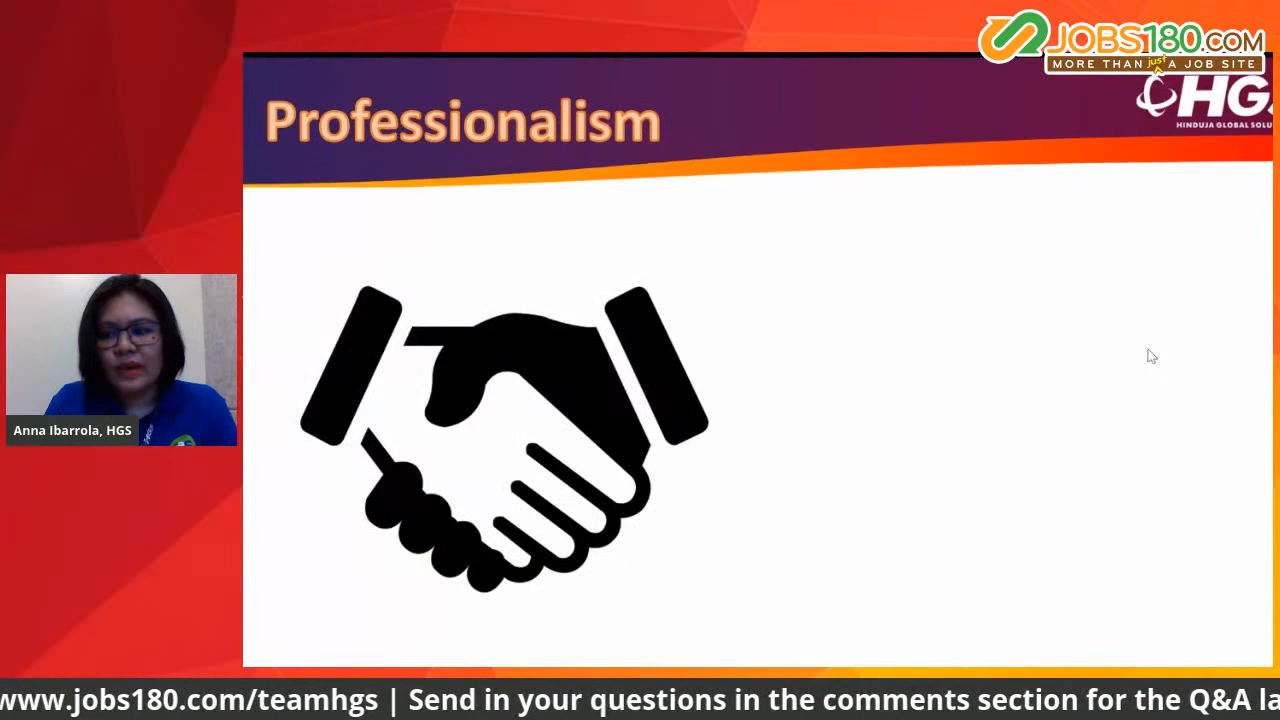 JOBS180.COM
MORE THAN just A JOB SITE
Professionalism
HGS
HINDUJA GLOBAL SOLU
Anna Ibarrola, HGS
www.jobs180.com/teamhgs | Send in your questions in the comments section for the Q&A la